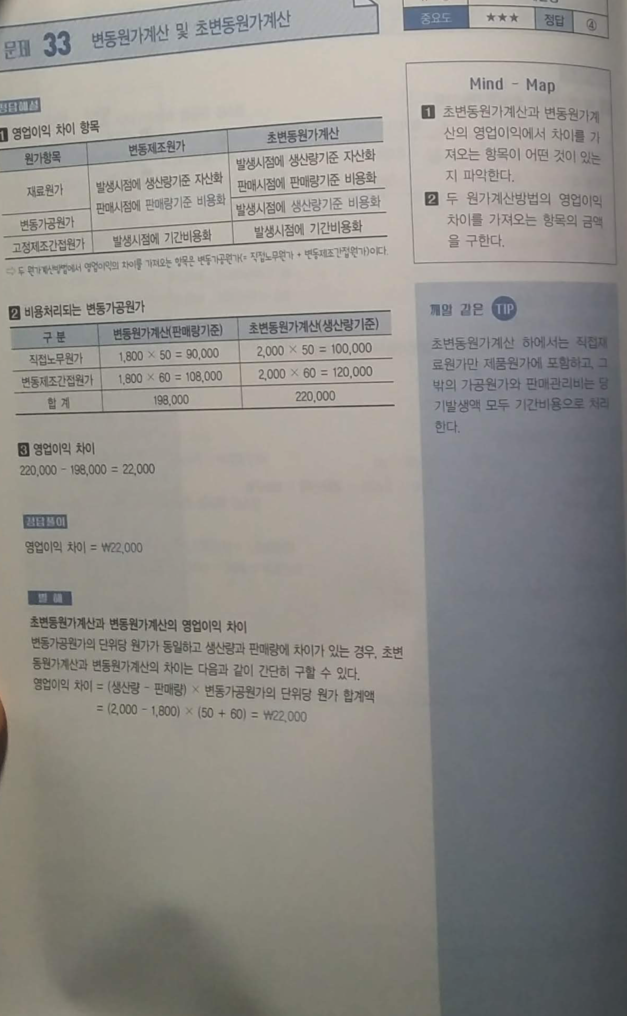 문제 33 변동원가계산 및 초변동원가계산
중요도 ★★★ 정답 ④
정답해설
1 영업이익 차이 항목
원가항목 변동제조원가 초변동원가계산
재료원가 발생시점에 생산량기준 자산화 판매시점에 판매량기준 비용화 발생시점에 생산량기준 자산화 판매시점에 판매량기준 비용화
변동가공원가 발생시점에 생산량기준 비용화
고정제조간접원가 발생시점에 기간비용화 발생시점에 기간비용화
⇨ 두 원가계산방법에서 영업이익의 차이를 가져오는 항목은 변동가공원가(= 직접노무원가 + 변동제조간접원가)이다.
2 비용처리되는 변동가공원가
구 분 변동원가계산(판매량기준) 초변동원가계산(생산량기준)
직접노무원가 1,800 × 50 = 90,000 2,000 × 50 = 100,000
변동제조간접원가 1,800 × 60 = 108,000 2,000 × 60 = 120,000
합 계 198,000 220,000
3 영업이익 차이
220,000 - 198,000 = 22,000
정답풀이
영업이익 차이 = ₩22,000
별 해
초변동원가계산과 변동원가계산의 영업이익 차이
변동가공원가의 단위당 원가가 동일하고 생산량과 판매량에 차이가 있는 경우, 초변
동원가계산과 변동원가계산의 차이는 다음과 같이 간단히 구할 수 있다.
영업이익 차이 = (생산량 - 판매량) × 변동가공원가의 단위당 원가 합계액
= (2,000 - 1,800) × (50 + 60) = ₩22,000
Mind - Map
1 초변동원가계산과 변동원가계
산의 영업이익에서 차이를 가
져오는 항목이 어떤 것이 있는
지 파악한다.
2 두 원가계산방법의 영업이익
차이를 가져오는 항목의 금액
을 구한다.
깨알 같은 TIP
초변동원가계산 하에서는 직접재
료원가만 제품원가에 포함하고, 그
밖의 가공원가와 판매관리비는 당
기발생액 모두 기간비용으로 처리
한다.